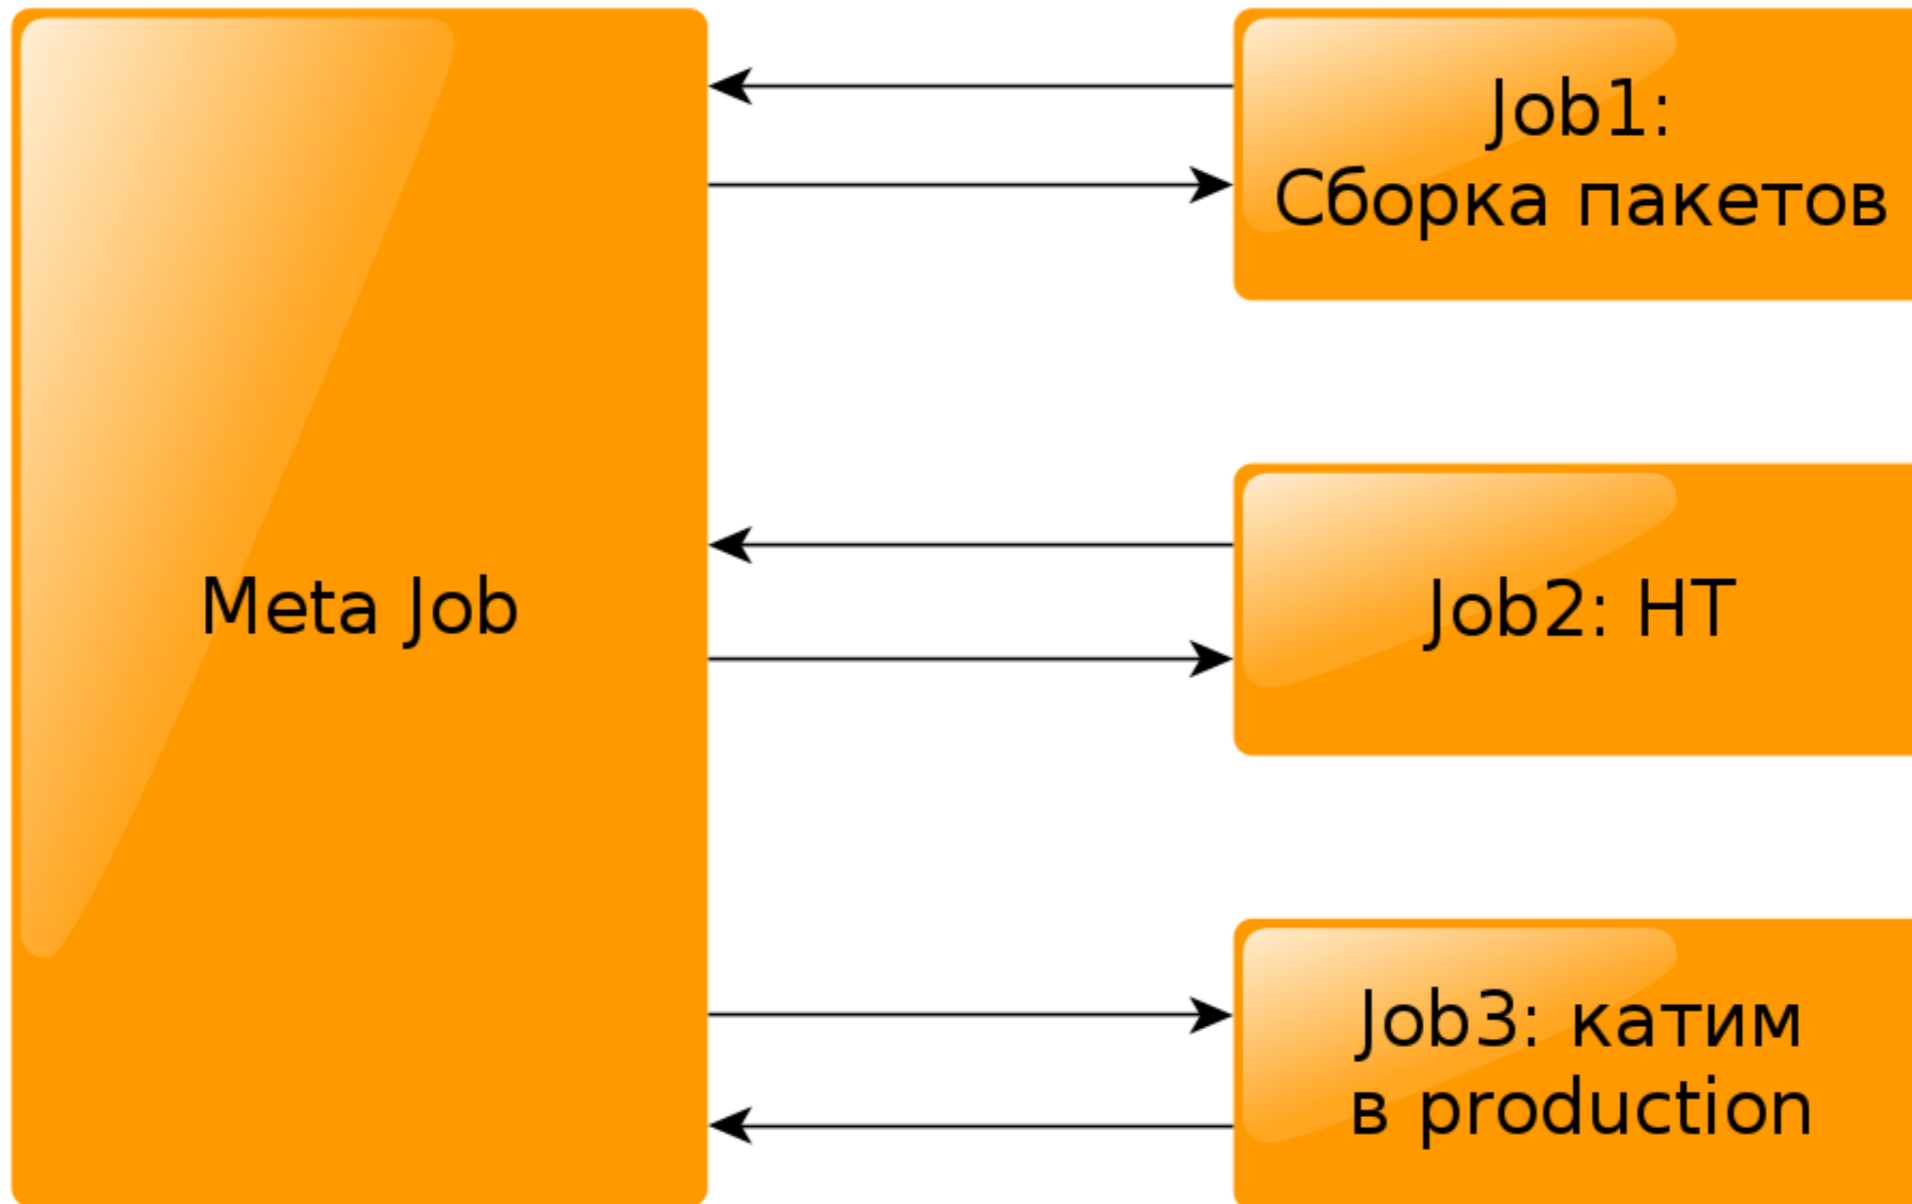 Meta Job
Job1:
Сборка пакетов
Job2: НТ
Job3: катим
в production